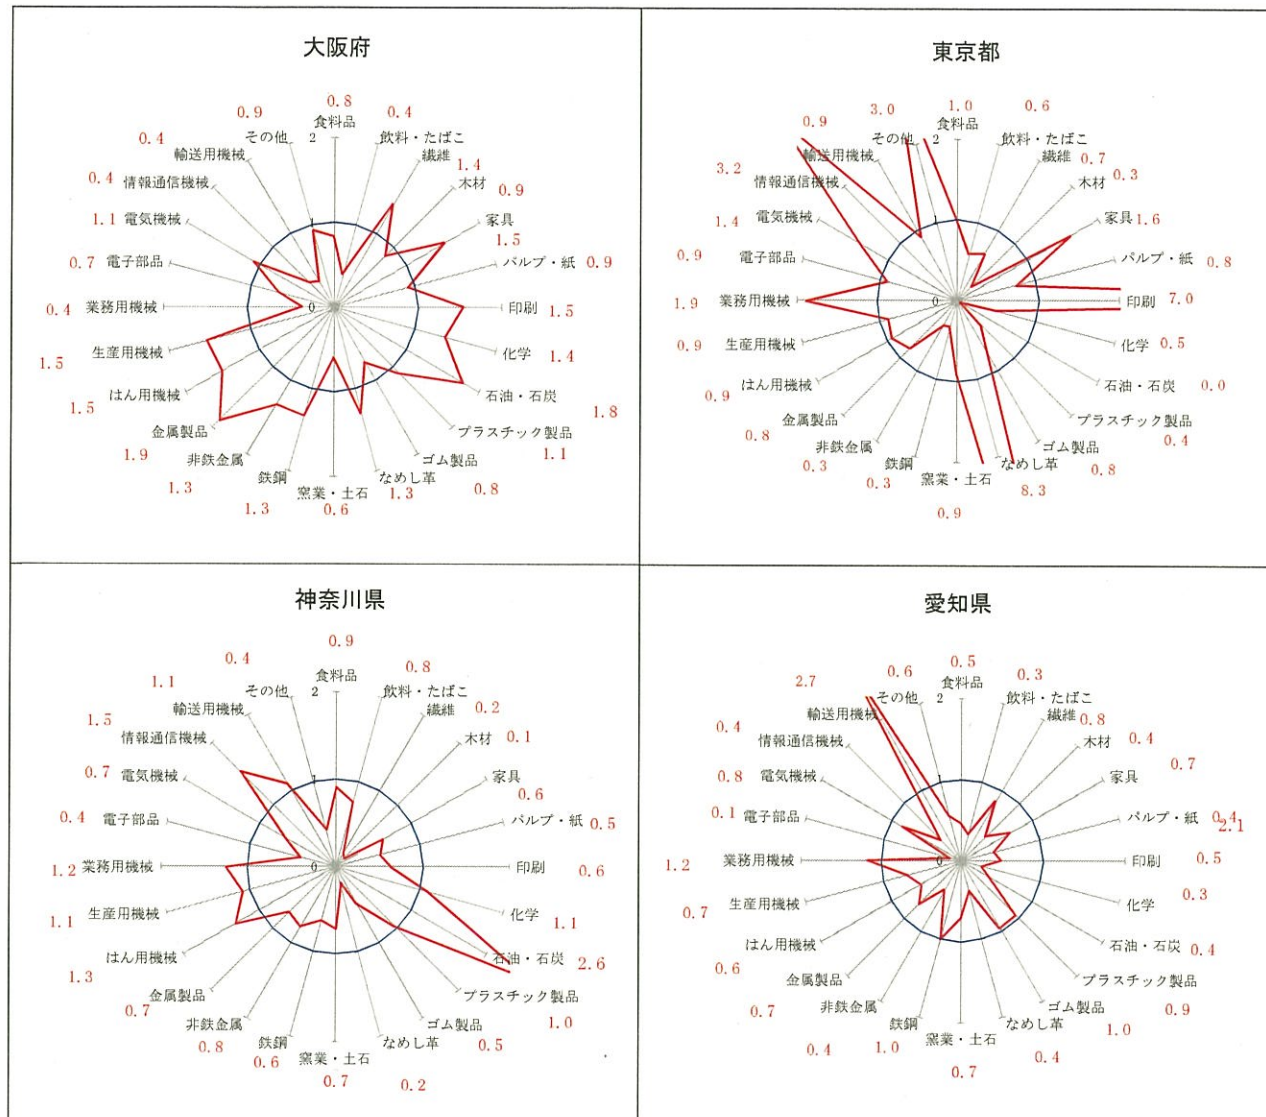 大阪府
0.8
食料品
2
1
0
0.4
飲料・たばこ
繊維
1.4
木材
0.9
家具
1.5
パルプ・紙
0.9
印刷
1.5
化学
1.4
石油・石炭
1.8
プラスチック製品
1.1
ゴム製品
0.8
なめし革
1.3
窯業・土石
0.6
鉄鋼
1.3
非鉄金属
1.3
金属製品
1.9
はん用機械
1.5
生産用機械
1.5
業務用機械
0.4
電子部品
0.7
電気機械
1.1
情報通信機械
0.4
輸送用機械
0.4
その他
0.9
東京都
1.0
食料品
2
1
0
0.6
飲料・たばこ
繊維
0.7
木材
0.3
家具
1.6
パルプ・紙
0.8
印刷
7.0
化学
0.5
石油・石炭
0.0
プラスチック製品
0.4
ゴム製品
0.8
なめし革
8.3
窯業・土石
0.9
鉄鋼
0.3
非鉄金属
0.3
金属製品
0.8
はん用機械
0.9
生産用機械
0.9
業務用機械
1.9
電子部品
0.9
電気機械
1.4
情報通信機械
3.2
輸送用機械
0.9
その他
3.0
神奈川県
0.9
食料品
2
1
0
0.8
飲料・たばこ
繊維
0.2
木材
0.1
家具
0.6
パルプ・紙
0.5
印刷
0.6
化学
1.1
石油・石炭
2.6
プラスチック製品
1.0
ゴム製品
0.5
なめし革
0.2
窯業・土石
0.7
鉄鋼
0.6
非鉄金属
0.8
金属製品
0.7
はん用機械
1.3
生産用機械
1.1
業務用機械
1.2
電子部品
0.4
電気機械
0.7
情報通信機械
1.5
輸送用機械
1.1
その他
0.4
愛知県
0.5
食料品
2
1
0
0.3
飲料・たばこ
繊維
0.8
木材
0.4
家具
0.7
パルプ・紙
0.4
2.1
印刷
0.5
化学
0.3
石油・石炭
0.4
プラスチック製品
0.9
ゴム製品
1.0
なめし革
0.4
窯業・土石
0.7
鉄鋼
1.0
非鉄金属
0.4
金属製品
0.7
はん用機械
0.6
生産用機械
0.7
業務用機械
1.2
電子部品
0.1
電気機械
0.8
情報通信機械
0.4
輸送用機械
2.7
その他
0.6